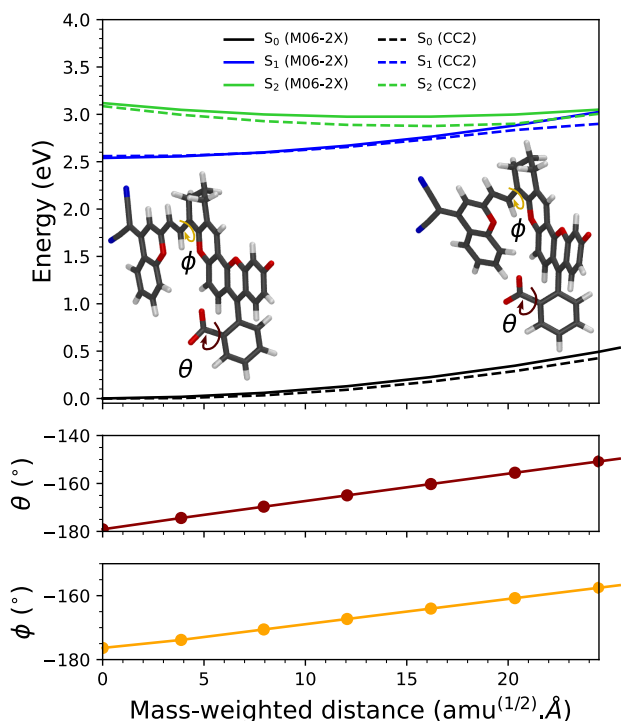 4.0
3.5
3.0
2.5
2.0
1.5
1.0
0.5
0.0
Energy (eV)
S₀ (M06-2X) S₀ (CC2)
S₁ (M06-2X) S₁ (CC2)
S₂ (M06-2X) S₂ (CC2)
ϕ ϕ
θ θ
−140
−160
−180
θ (°)
−160
−180
ϕ (°)
0 5 10 15 20
Mass-weighted distance (amu⁽¹ᐟ²⁾.Å)